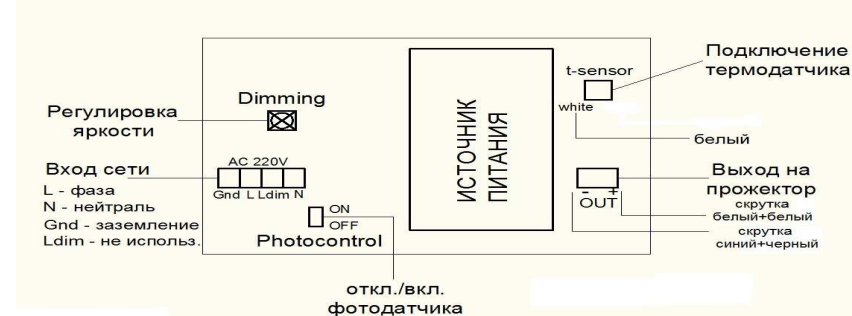 Подключение
термодатчика
t-sensor
white
белый
Dimming
Регулировка
яркости
ИСТОЧНИК
ПИТАНИЯ
Вход сети
L - фаза
N - нейтраль
Gnd - заземление
Ldim - не использ.
AC 220V
Gnd L Ldim N
ON
OFF
Photocontrol
откл./вкл.
фотодатчика
- +
OUT
Выход на
прожектор
скрутка
белый+белый
скрутка
синий+черный